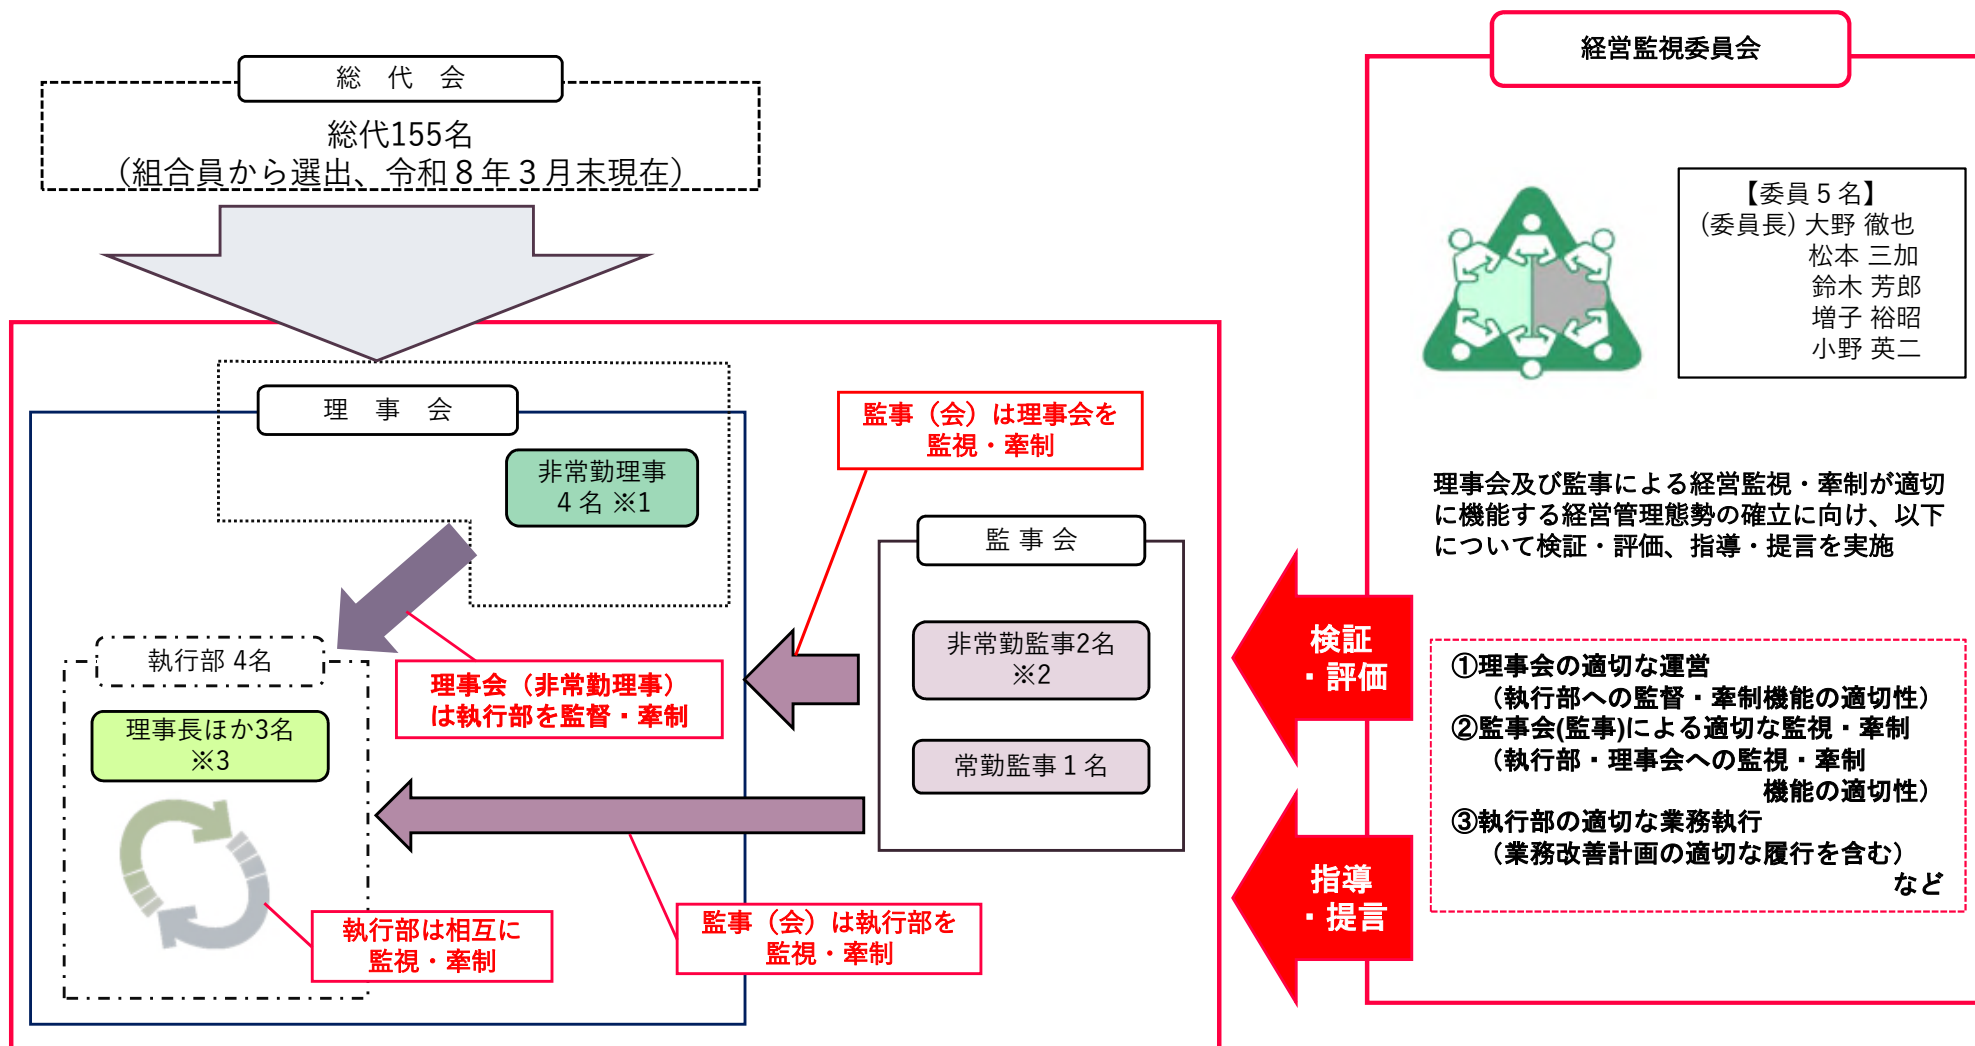 総 代 会
総代155名
（組合員から選出、令和８年３月末現在）
理 事 会
非常勤理事
４名 ※1
執行部 4名
理事長ほか3名
※3
理事会（非常勤理事）
は執行部を監督・牽制
執行部は相互に
監視・牽制
監事（会）は理事会を
監視・牽制
監 事 会
非常勤監事2名
※2
常勤監事１名
監事（会）は執行部を
監視・牽制
検証
・評価
指導
・提言
経営監視委員会
【委員５名】
(委員長) 大野 徹也
松本 三加
鈴木 芳郎
増子 裕昭
小野 英二
理事会及び監事による経営監視・牽制が適切
に機能する経営管理態勢の確立に向け、以下
について検証・評価、指導・提言を実施
①理事会の適切な運営
（執行部への監督・牽制機能の適切性）
②監事会(監事)による適切な監視・牽制
（執行部・理事会への監視・牽制
機能の適切性）
③執行部の適切な業務執行
（業務改善計画の適切な履行を含む）
など